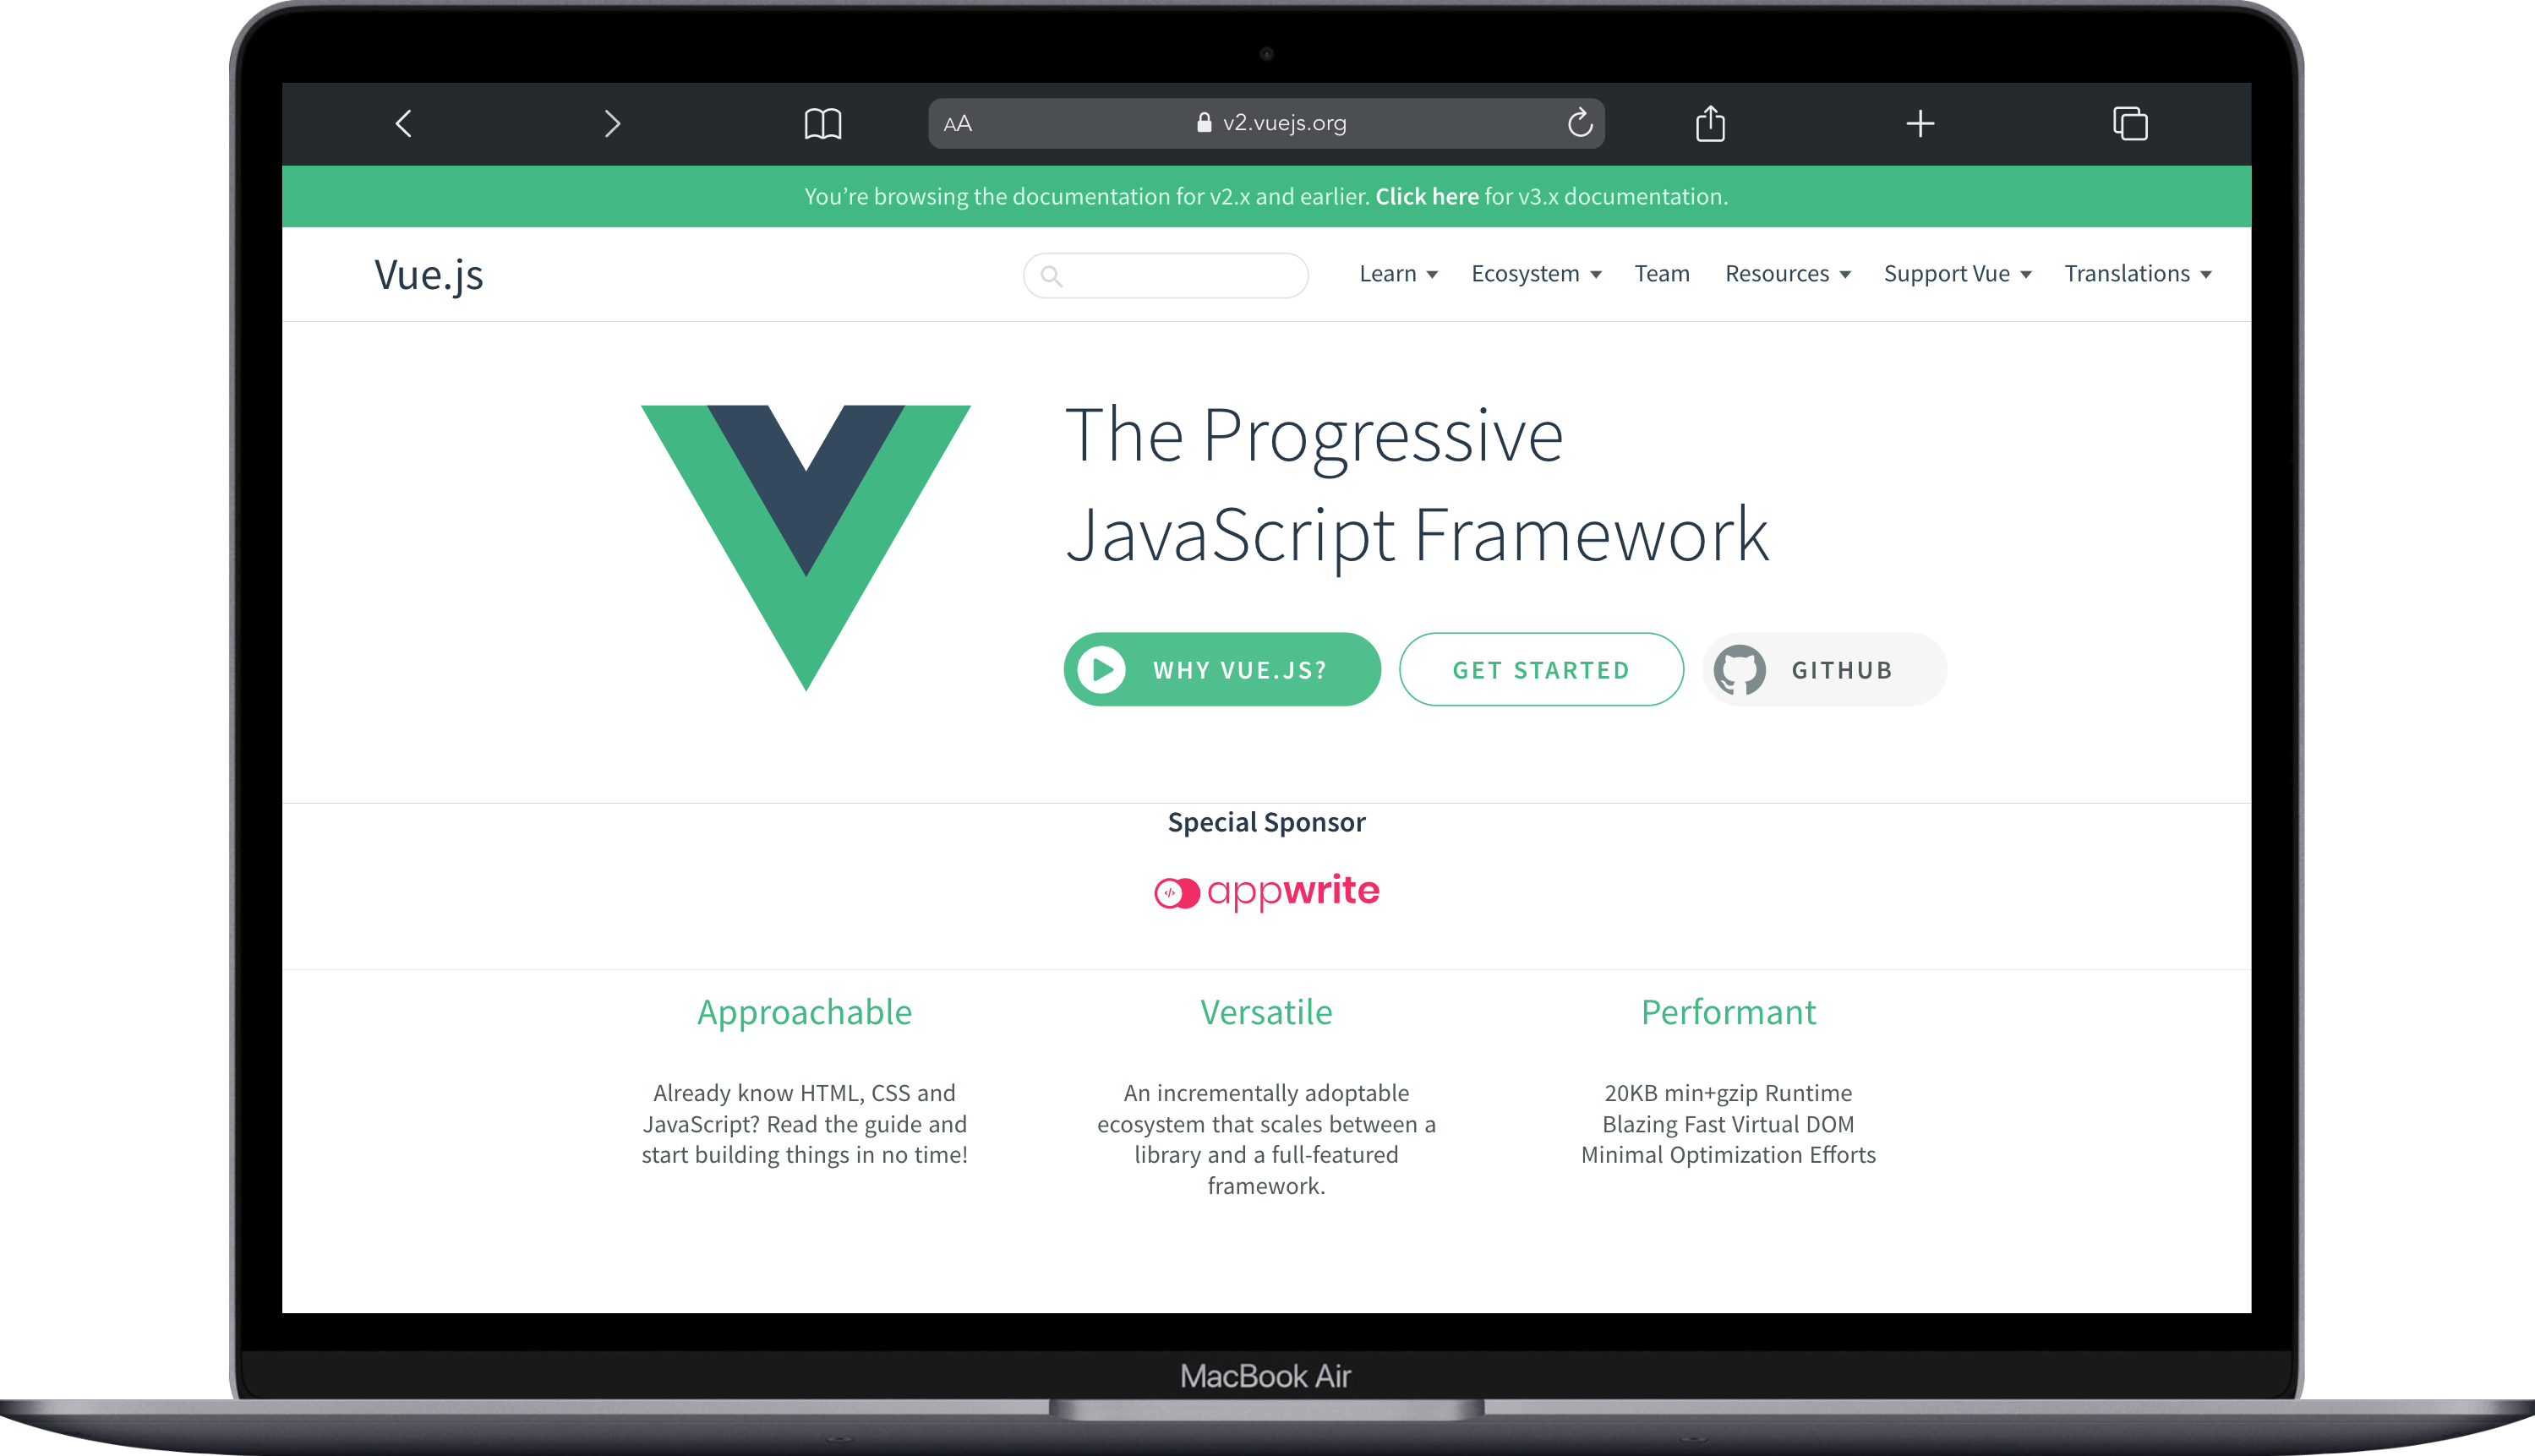 AA v2.vuejs.org
You’re browsing the documentation for v2.x and earlier. Click here for v3.x documentation.
Vue.js Learn Ecosystem Team Resources Support Vue Translations
The Progressive
JavaScript Framework
WHY VUE.JS? GET STARTED GITHUB
Special Sponsor
appwrite
Approachable
Already know HTML, CSS and
JavaScript? Read the guide and
start building things in no time!
Versatile
An incrementally adoptable
ecosystem that scales between a
library and a full-featured
framework.
Performant
20KB min+gzip Runtime
Blazing Fast Virtual DOM
Minimal Optimization Efforts
MacBook Air